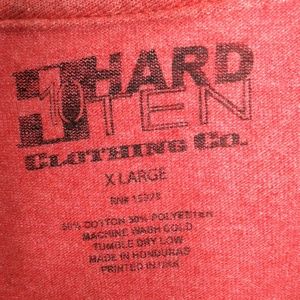 HARD
10 TEN
CLOTHING CO.
X LARGE
50% COTTON 50% POLYESTER
MACHINE WASH COLD
TUMBLE DRY LOW
MADE IN HONDURAS
PRINTED IN USA